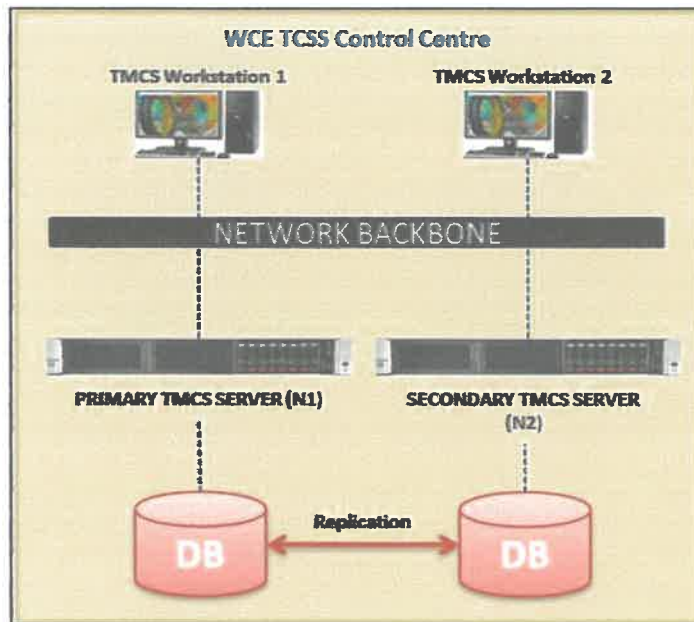 WCE TCSS Control Centre
TMCS Workstation 1
TMCS Workstation 2
NETWORK BACKBONE
PRIMARY TMCS SERVER (N1)
SECONDARY TMCS SERVER
(N2)
Replication
DB
DB